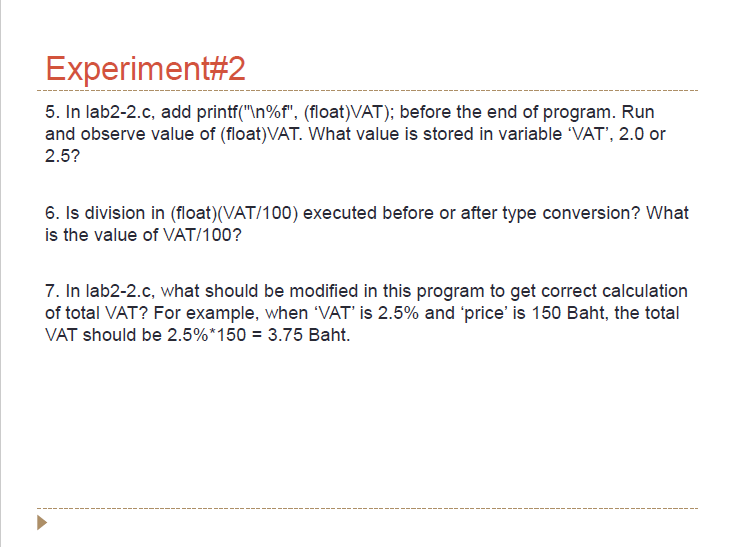 Experiment#2
5. In lab2-2.c, add printf("\n%f", (float)VAT); before the end of program. Run
and observe value of (float)VAT. What value is stored in variable ‘VAT’, 2.0 or
2.5?
6. Is division in (float)(VAT/100) executed before or after type conversion? What
is the value of VAT/100?
7. In lab2-2.c, what should be modified in this program to get correct calculation
of total VAT? For example, when ‘VAT’ is 2.5% and ‘price’ is 150 Baht, the total
VAT should be 2.5%*150 = 3.75 Baht.